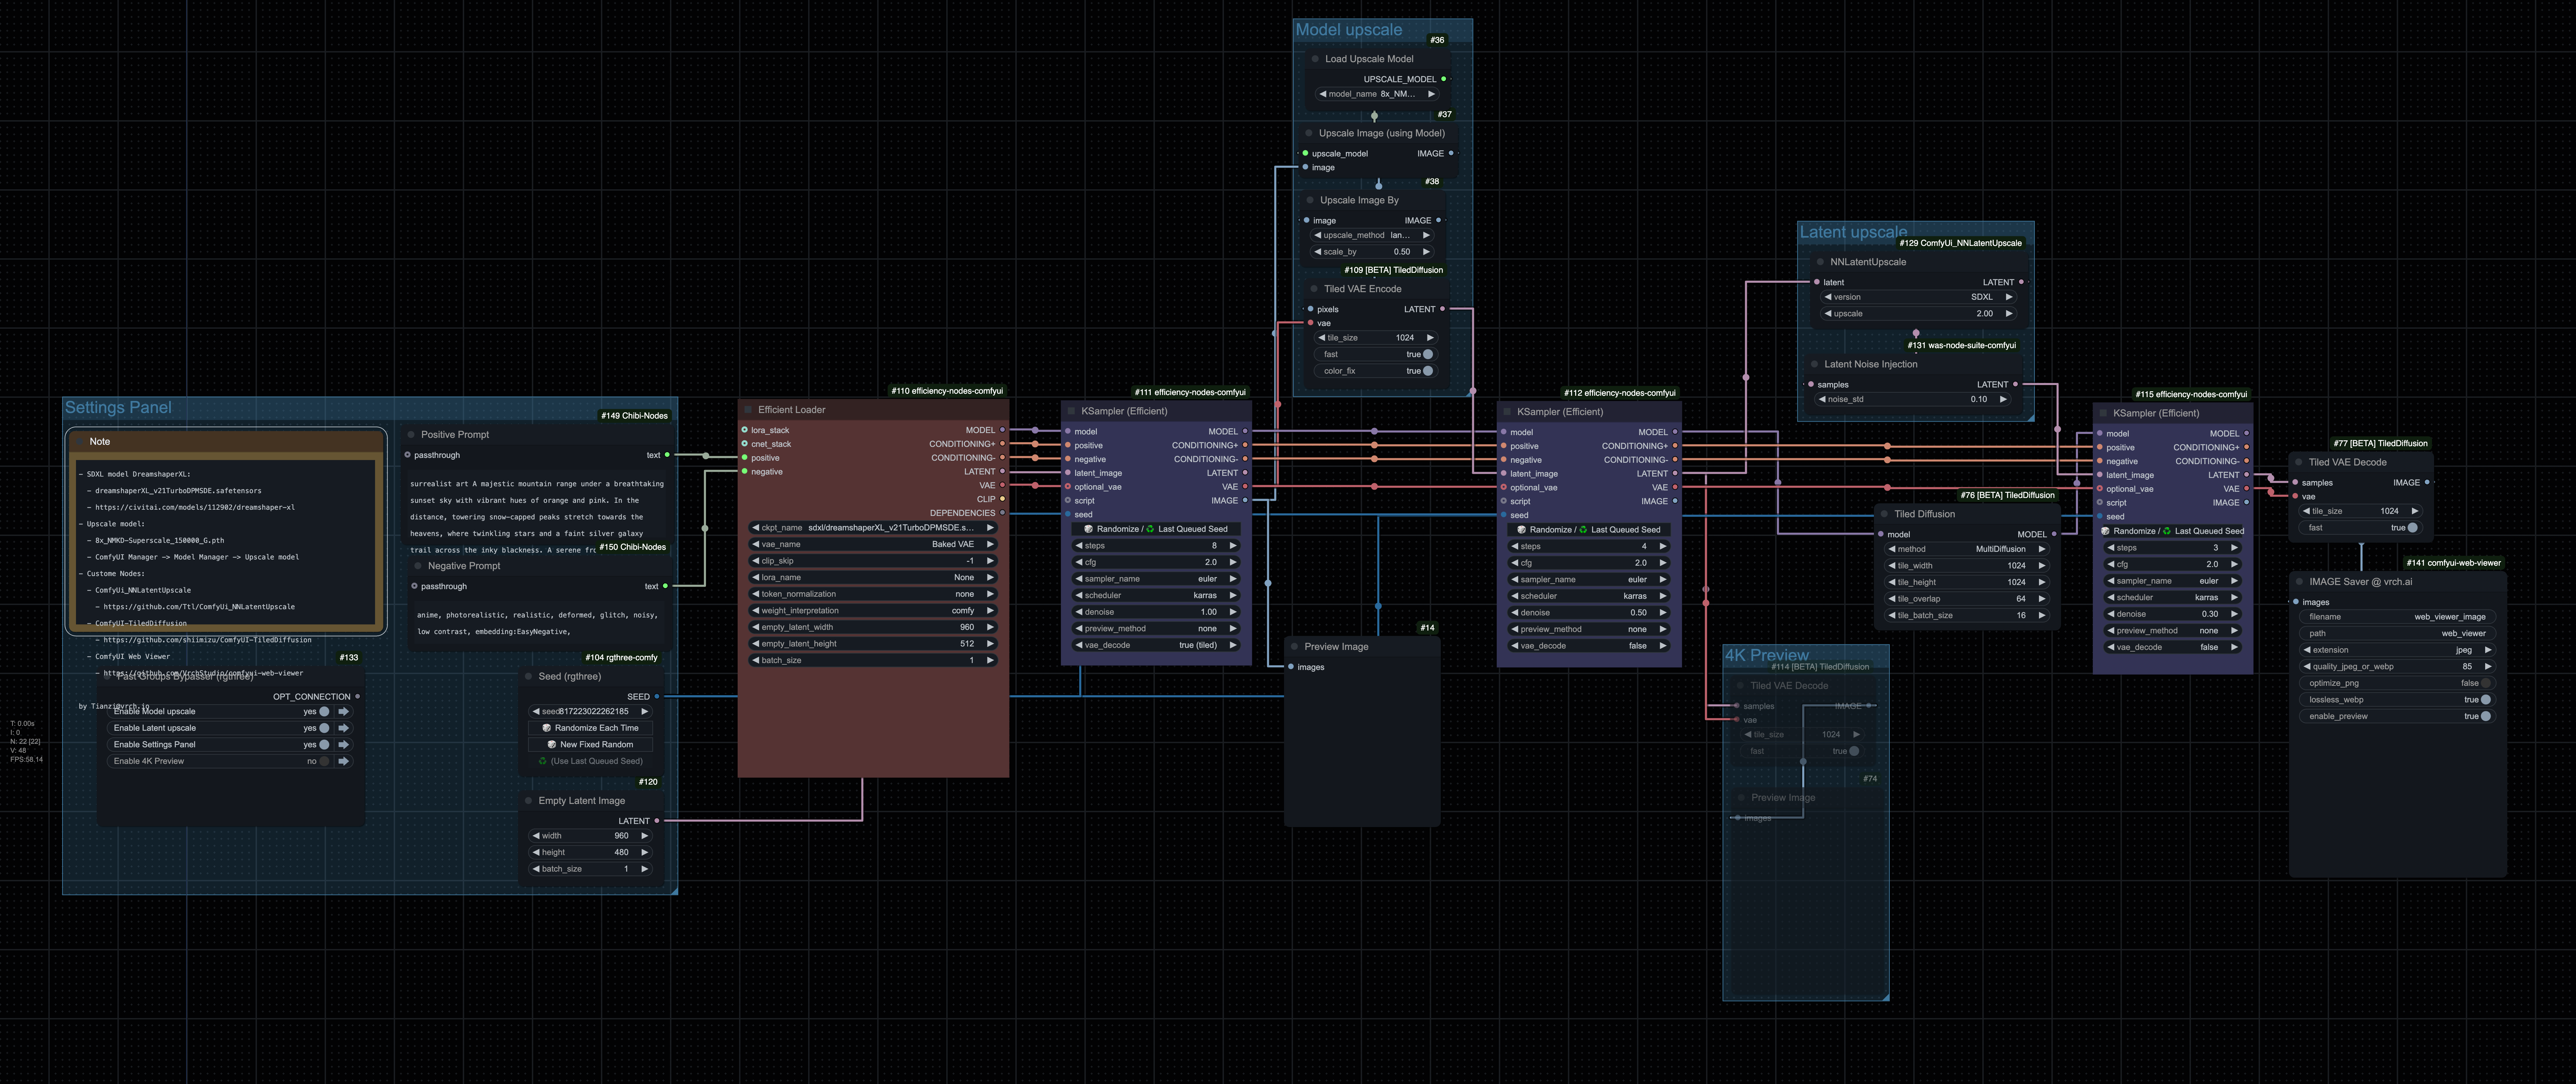 Model upscale
#36
Load Upscale Model
UPSCALE_MODEL
model_name 8x_NM...
#37
Upscale Image (using Model)
upscale_model IMAGE
image
#38
Upscale Image By
image IMAGE
upscale_method lan...
scale_by 0.50
#109 [BETA] TiledDiffusion
Tiled VAE Encode
pixels LATENT
vae
tile_size 1024
fast true
color_fix true
Latent upscale
#129 ComfyUi_NNLatentUpscale
NNLatentUpscale
latent LATENT
version SDXL
upscale 2.00
#131 was-node-suite-comfyui
Latent Noise Injection
samples LATENT
noise_std 0.10
Settings Panel
Note
- SDXL model DreamshaperXL:
- dreamshaperXL_v21TurboDPMSDE.safetensors
- https://civitai.com/models/112902/dreamshaper-xl
- Upscale model:
- 8x_NMKD-Superscale_150000_G.pth
- ComfyUI Manager -> Model Manager -> Upscale model
- Custome Nodes:
- ComfyUi_NNLatentUpscale
- https://github.com/Ttl/ComfyUi_NNLatentUpscale
- ComfyUI-TiledDiffusion
- https://github.com/shiimizu/ComfyUI-TiledDiffusion
- ComfyUI Web Viewer
- https://github.com/VrchStudio/comfyui-web-viewer
by Tianzi@vrch.io
#149 Chibi-Nodes
Positive Prompt
passthrough text
surrealist art A majestic mountain range under a breathtaking
sunset sky with vibrant hues of orange and pink. In the
distance, towering snow-capped peaks stretch towards the
heavens, where twinkling stars and a faint silver galaxy
trail across the inky blackness. A serene
#150 Chibi-Nodes
Negative Prompt
passthrough text
anime, photorealistic, realistic, deformed, glitch, noisy,
low contrast, embedding:EasyNegative,
#133
Fast Groups Bypasser (rgthree)
OPT_CONNECTION
Enable Model upscale yes
Enable Latent upscale yes
Enable Settings Panel yes
Enable 4K Preview no
#104 rgthree-comfy
Seed (rgthree)
SEED
seed 817223022262185
Randomize Each Time
New Fixed Random
(Use Last Queued Seed)
#120
Empty Latent Image
LATENT
width 960
height 480
batch_size 1
T: 0.00s
I: 0
N: 22 [22]
V: 48
FPS:58.14
#110 efficiency-nodes-comfyui
Efficient Loader
lora_stack MODEL
cnet_stack CONDITIONING+
positive CONDITIONING-
negative LATENT
VAE
CLIP
DEPENDENCIES
ckpt_name sdxl/dreamshaperXL_v21TurboDPMSDE.s...
vae_name Baked VAE
clip_skip -1
lora_name None
token_normalization none
weight_interpretation comfy
empty_latent_width 960
empty_latent_height 512
batch_size 1
#111 efficiency-nodes-comfyui
KSampler (Efficient)
model MODEL
positive CONDITIONING+
negative CONDITIONING-
latent_image LATENT
optional_vae VAE
script IMAGE
seed
Randomize / Last Queued Seed
steps 8
cfg 2.0
sampler_name euler
scheduler karras
denoise 1.00
preview_method none
vae_decode true (tiled)
#14
Preview Image
images
#112 efficiency-nodes-comfyui
KSampler (Efficient)
model MODEL
positive CONDITIONING+
negative CONDITIONING-
latent_image LATENT
optional_vae VAE
script IMAGE
seed
Randomize / Last Queued Seed
steps 4
cfg 2.0
sampler_name euler
scheduler karras
denoise 0.50
preview_method none
vae_decode false
4K Preview
#114 [BETA] TiledDiffusion
Tiled VAE Decode
samples IMAGE
vae
tile_size 1024
fast true
#74
Preview Image
images
#76 [BETA] TiledDiffusion
Tiled Diffusion
model MODEL
method MultiDiffusion
tile_width 1024
tile_height 1024
tile_overlap 64
tile_batch_size 16
#115 efficiency-nodes-comfyui
KSampler (Efficient)
model MODEL
positive CONDITIONING+
negative CONDITIONING-
latent_image LATENT
optional_vae VAE
script IMAGE
seed
Randomize / Last Queued Seed
steps 3
cfg 2.0
sampler_name euler
scheduler karras
denoise 0.30
preview_method none
vae_decode false
#77 [BETA] TiledDiffusion
Tiled VAE Decode
samples IMAGE
vae
tile_size 1024
fast true
#141 comfyui-web-viewer
IMAGE Saver @ vrch.ai
images
filename web_viewer_image
path web_viewer
extension jpeg
quality_jpeg_or_webp 85
optimize_png false
lossless_webp true
enable_preview true